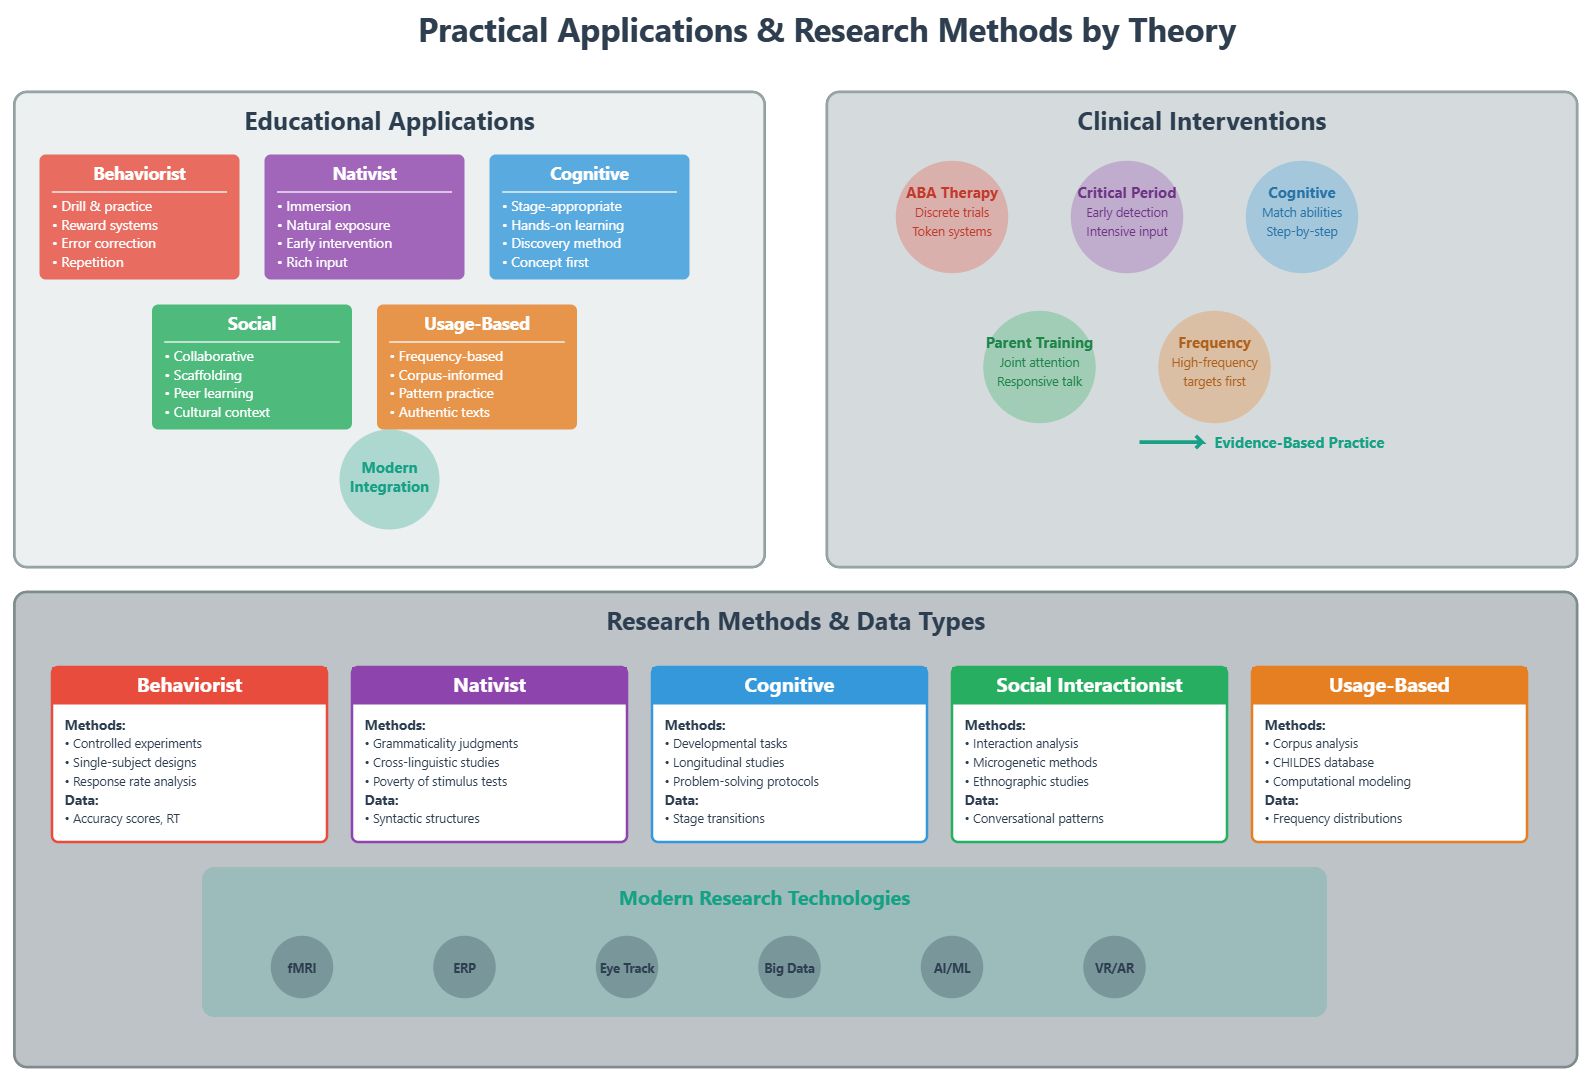 Practical Applications & Research Methods by Theory
Educational Applications
Behaviorist
• Drill & practice
• Reward systems
• Error correction
• Repetition
Nativist
• Immersion
• Natural exposure
• Early intervention
• Rich input
Cognitive
• Stage-appropriate
• Hands-on learning
• Discovery method
• Concept first
Social
• Collaborative
• Scaffolding
• Peer learning
• Cultural context
Usage-Based
• Frequency-based
• Corpus-informed
• Pattern practice
• Authentic texts
Modern
Integration
Clinical Interventions
ABA Therapy
Discrete trials
Token systems
Critical Period
Early detection
Intensive input
Cognitive
Match abilities
Step-by-step
Parent Training
Joint attention
Responsive talk
Frequency
High-frequency
targets first
Evidence-Based Practice
Research Methods & Data Types
Behaviorist
Methods:
• Controlled experiments
• Single-subject designs
• Response rate analysis
Data:
• Accuracy scores, RT
Nativist
Methods:
• Grammaticality judgments
• Cross-linguistic studies
• Poverty of stimulus tests
Data:
• Syntactic structures
Cognitive
Methods:
• Developmental tasks
• Longitudinal studies
• Problem-solving protocols
Data:
• Stage transitions
Social Interactionist
Methods:
• Interaction analysis
• Microgenetic methods
• Ethnographic studies
Data:
• Conversational patterns
Usage-Based
Methods:
• Corpus analysis
• CHILDES database
• Computational modeling
Data:
• Frequency distributions
Modern Research Technologies
fMRI
ERP
Eye Track
Big Data
AI/ML
VR/AR